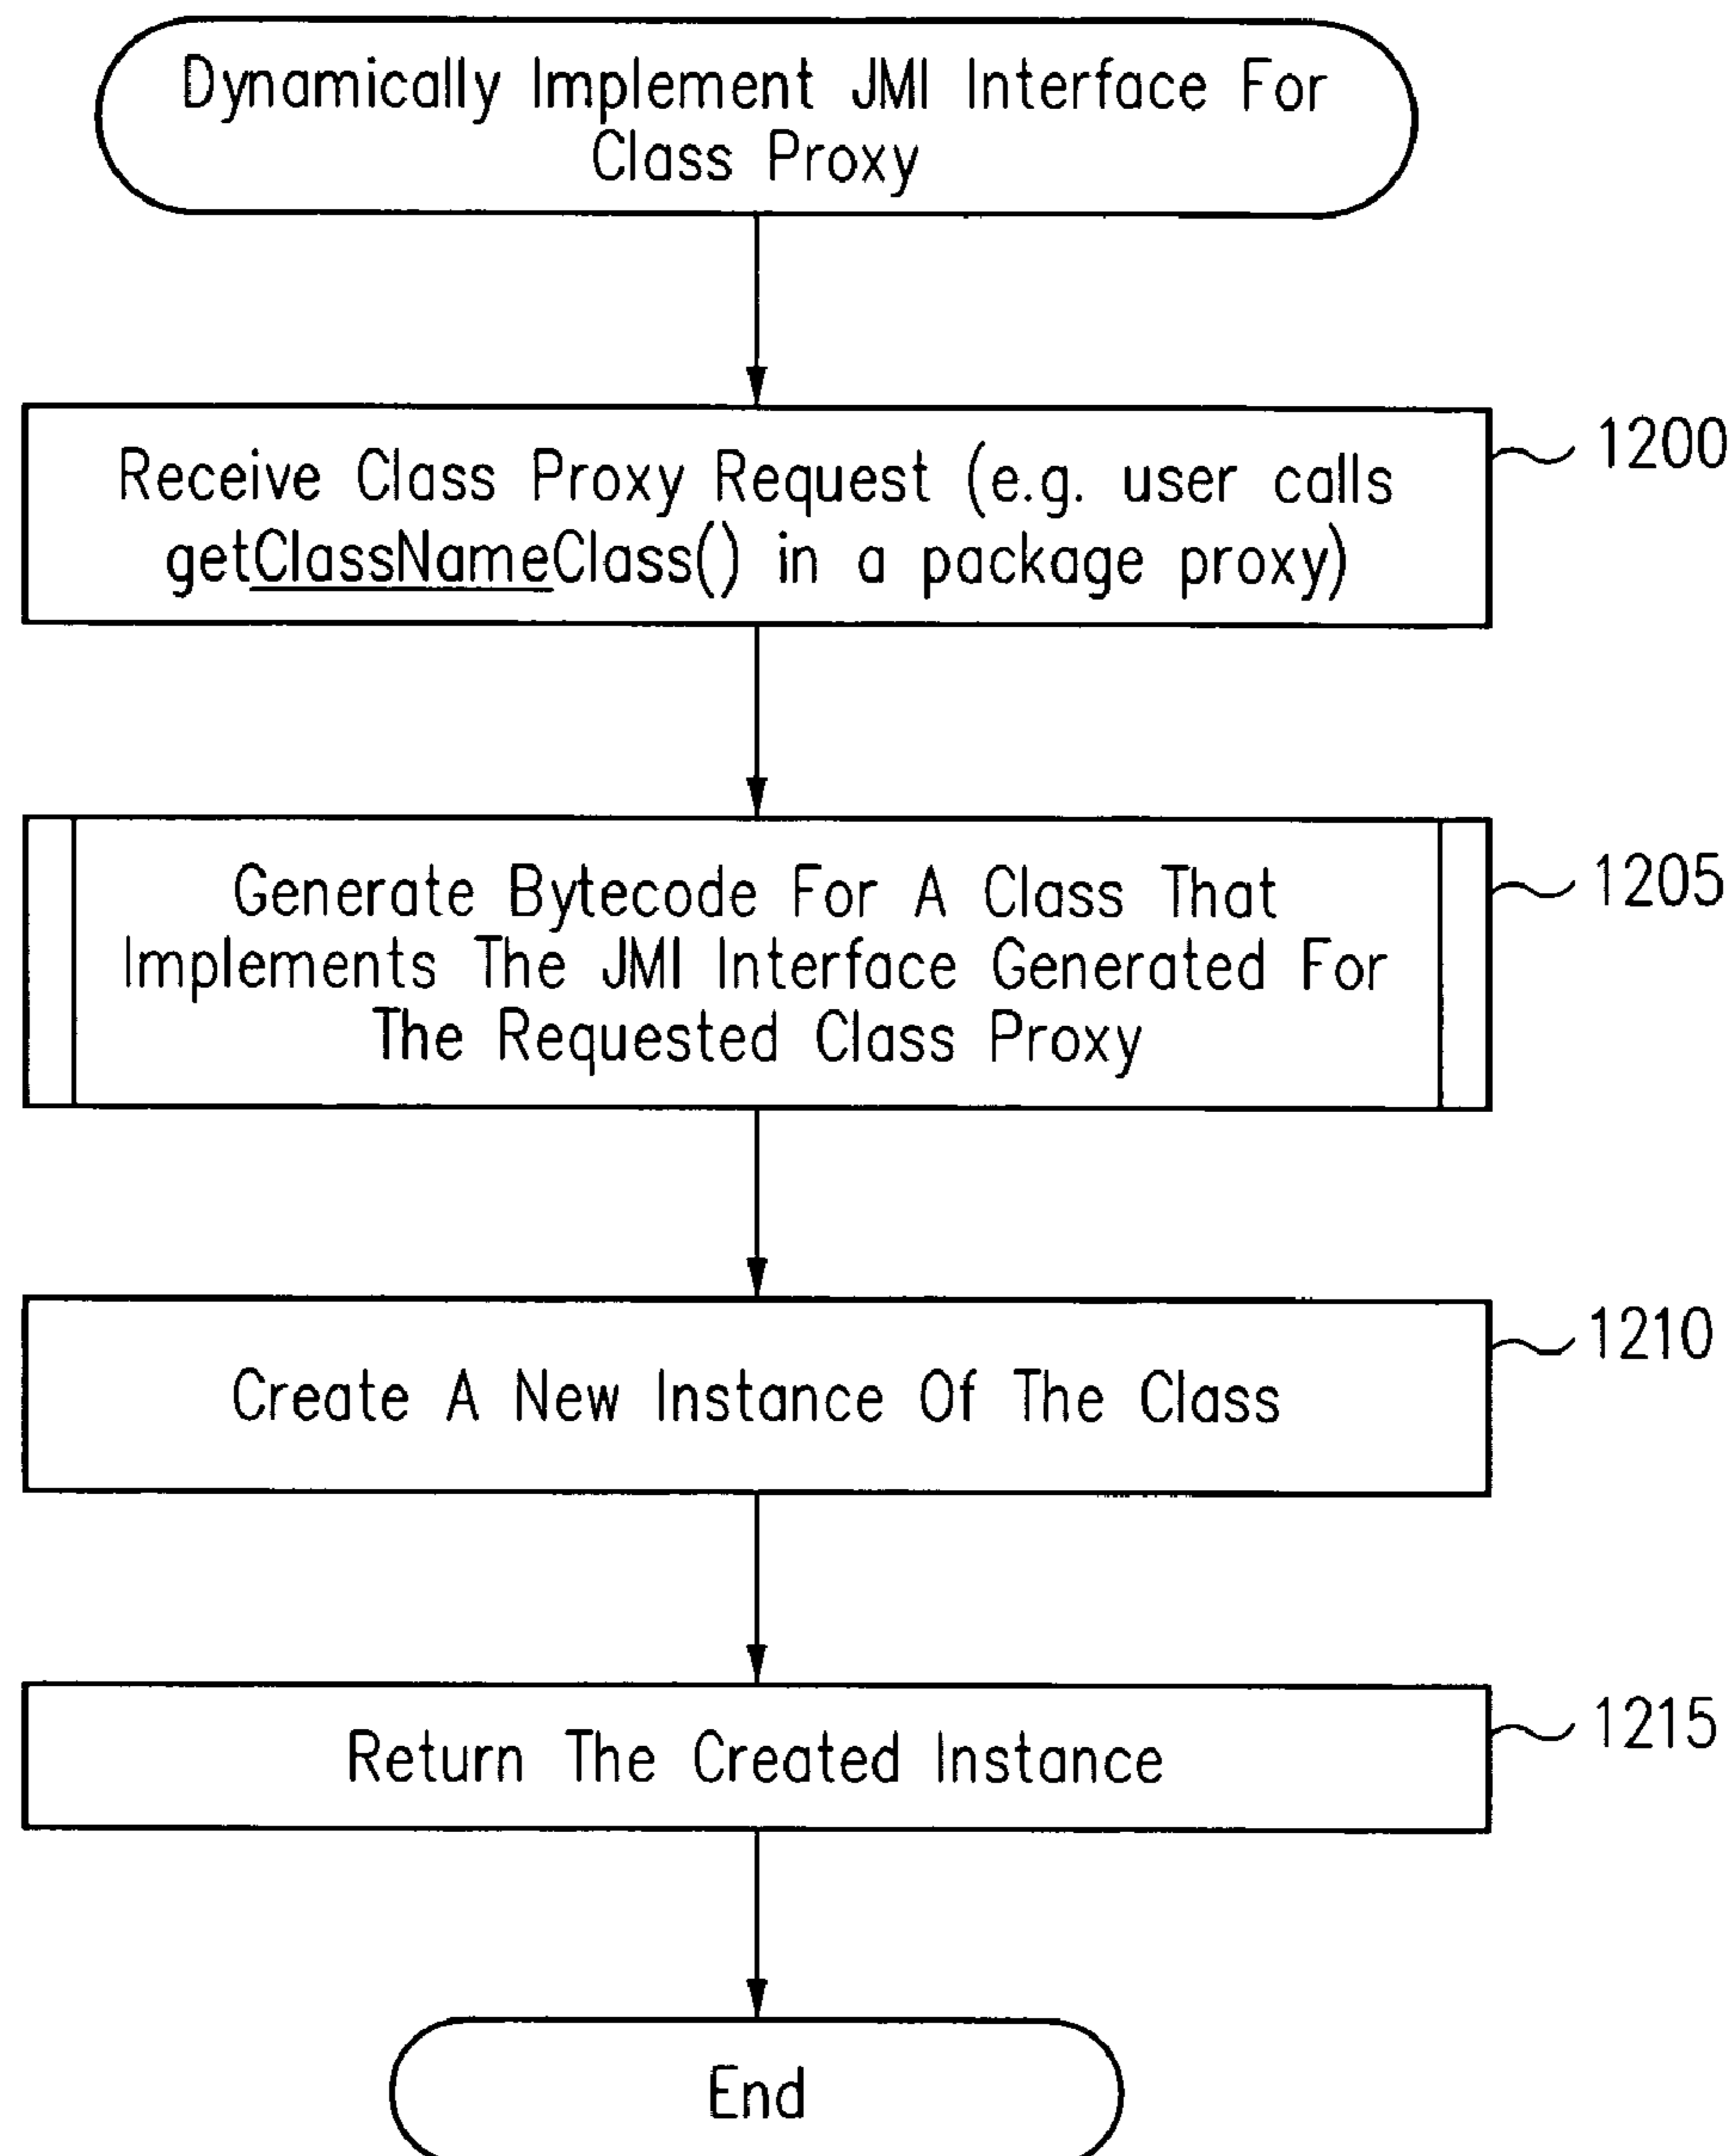 Dynamically Implement JMI Interface For
Class Proxy
Receive Class Proxy Request (e.g. user calls
getClassNameClass() in a package proxy)
1200
Generate Bytecode For A Class That
Implements The JMI Interface Generated For
The Requested Class Proxy
1205
Create A New Instance Of The Class
1210
Return The Created Instance
1215
End